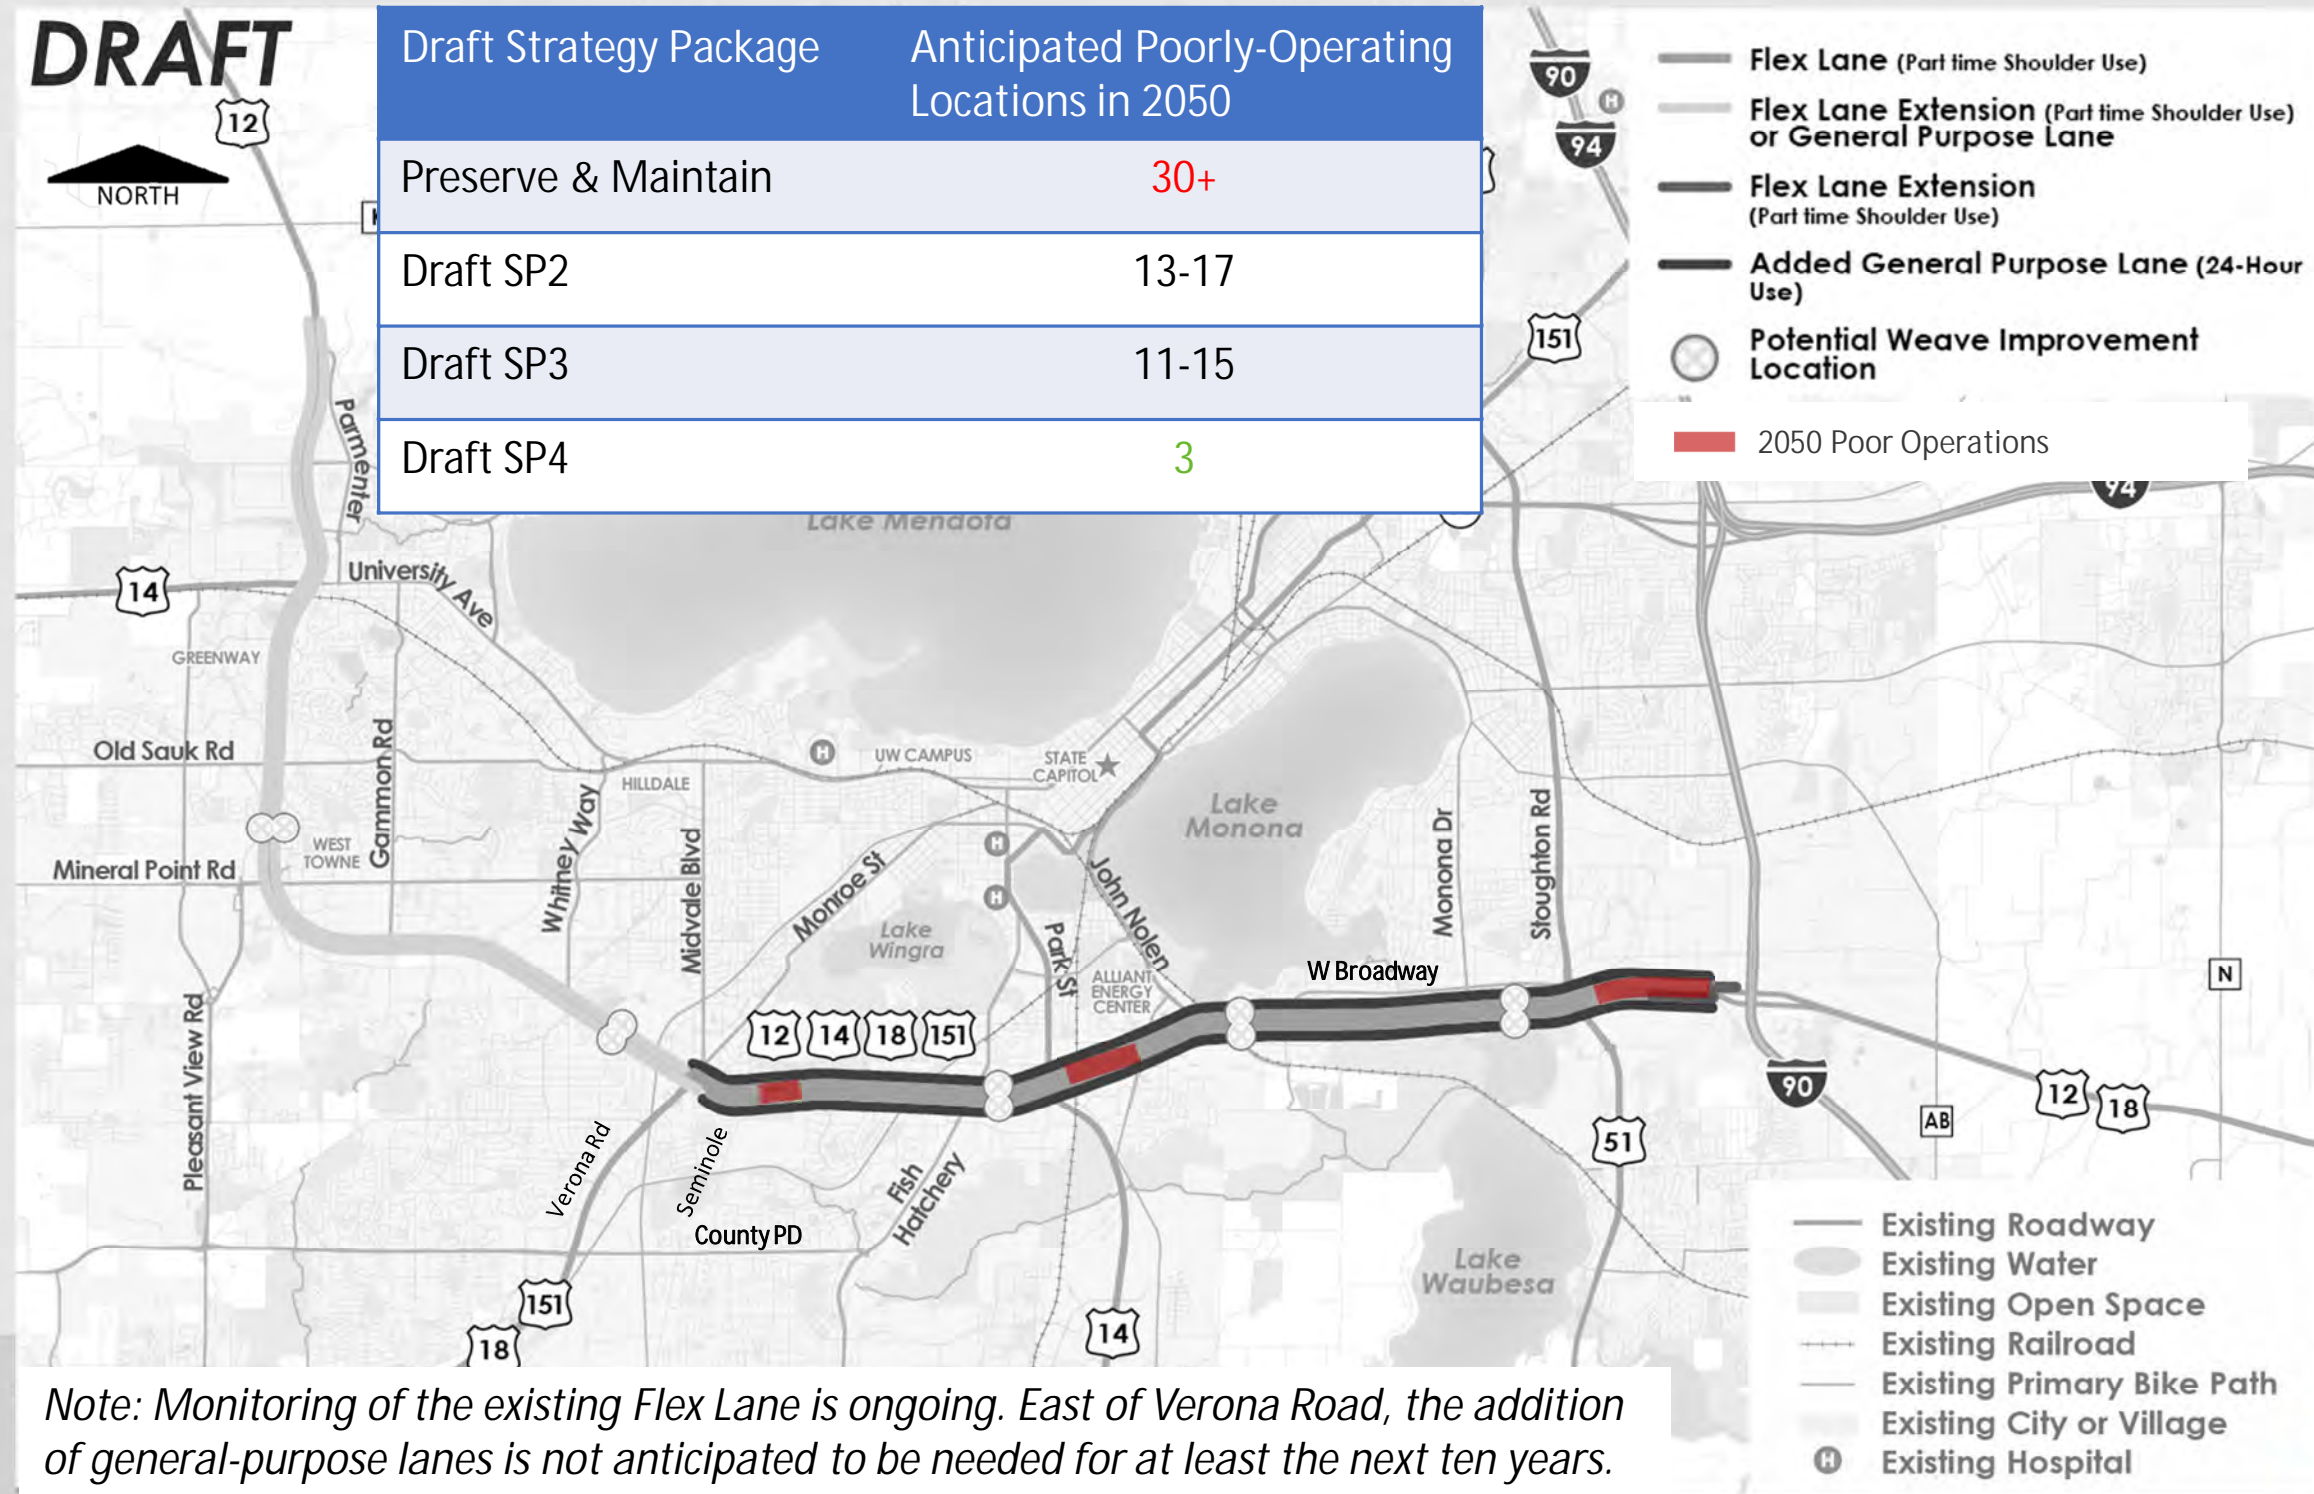 DRAFT
NORTH
Draft Strategy Package
Anticipated Poorly-Operating
Locations in 2050
Preserve & Maintain
30+
Draft SP2
13-17
Draft SP3
11-15
Draft SP4
3
Flex Lane (Part time Shoulder Use)
Flex Lane Extension (Part time Shoulder Use)
or General Purpose Lane
Flex Lane Extension
(Part time Shoulder Use)
Added General Purpose Lane (24-Hour
Use)
Potential Weave Improvement
Location
2050 Poor Operations
12
90
H
94
151
94
Parmenter
Lake Mendota
14
University Ave
GREENWAY
Old Sauk Rd
Gammon Rd
H
UW CAMPUS
STATE
CAPITOL
HILLDALE
Whitney Way
Midvale Blvd
WEST
TOWNE
Mineral Point Rd
Monroe St
H
H
Lake
Monona
Lake
Wingra
John Nolen
Park St
ALLIANT
ENERGY
CENTER
Monona Dr
Stoughton Rd
W Broadway
N
Pleasant View Rd
12
14
18
151
90
12
18
AB
51
Verona Rd
Seminole
Fish
Hatchery
County PD
Lake
Waubesa
151
18
14
Existing Roadway
Existing Water
Existing Open Space
Existing Railroad
Existing Primary Bike Path
Existing City or Village
H
Existing Hospital
Note: Monitoring of the existing Flex Lane is ongoing. East of Verona Road, the addition
of general-purpose lanes is not anticipated to be needed for at least the next ten years.